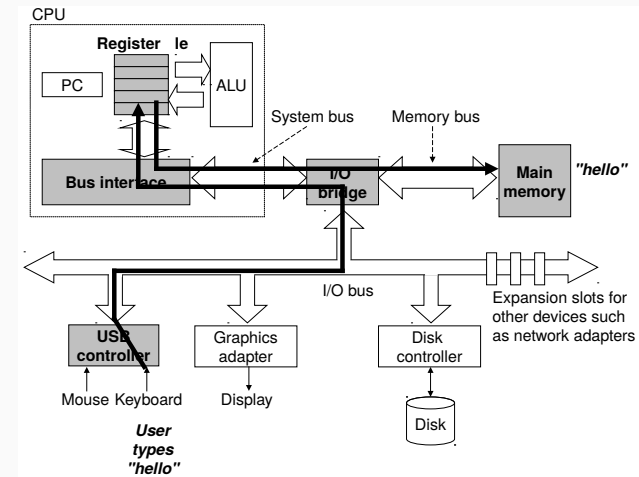 CPU
Register le
PC
ALU
System bus
Memory bus
Bus interface
I/O
bridge
Main
memory
"hello"
I/O bus
Expansion slots for
other devices such
as network adapters
USB
controller
Graphics
adapter
Disk
controller
Mouse Keyboard
Display
Disk
User
types
"hello"